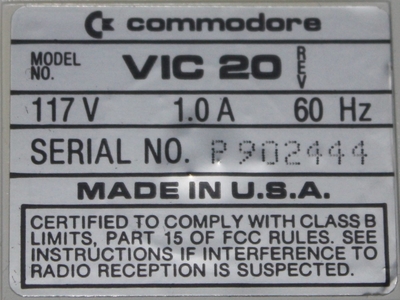 commodore
MODEL NO. VIC 20 REV
117 V 1.0 A 60 Hz
SERIAL NO. P 902444
MADE IN U.S.A.
CERTIFIED TO COMPLY WITH CLASS B
LIMITS, PART 15 OF FCC RULES. SEE
INSTRUCTIONS IF INTERFERENCE TO
RADIO RECEPTION IS SUSPECTED.